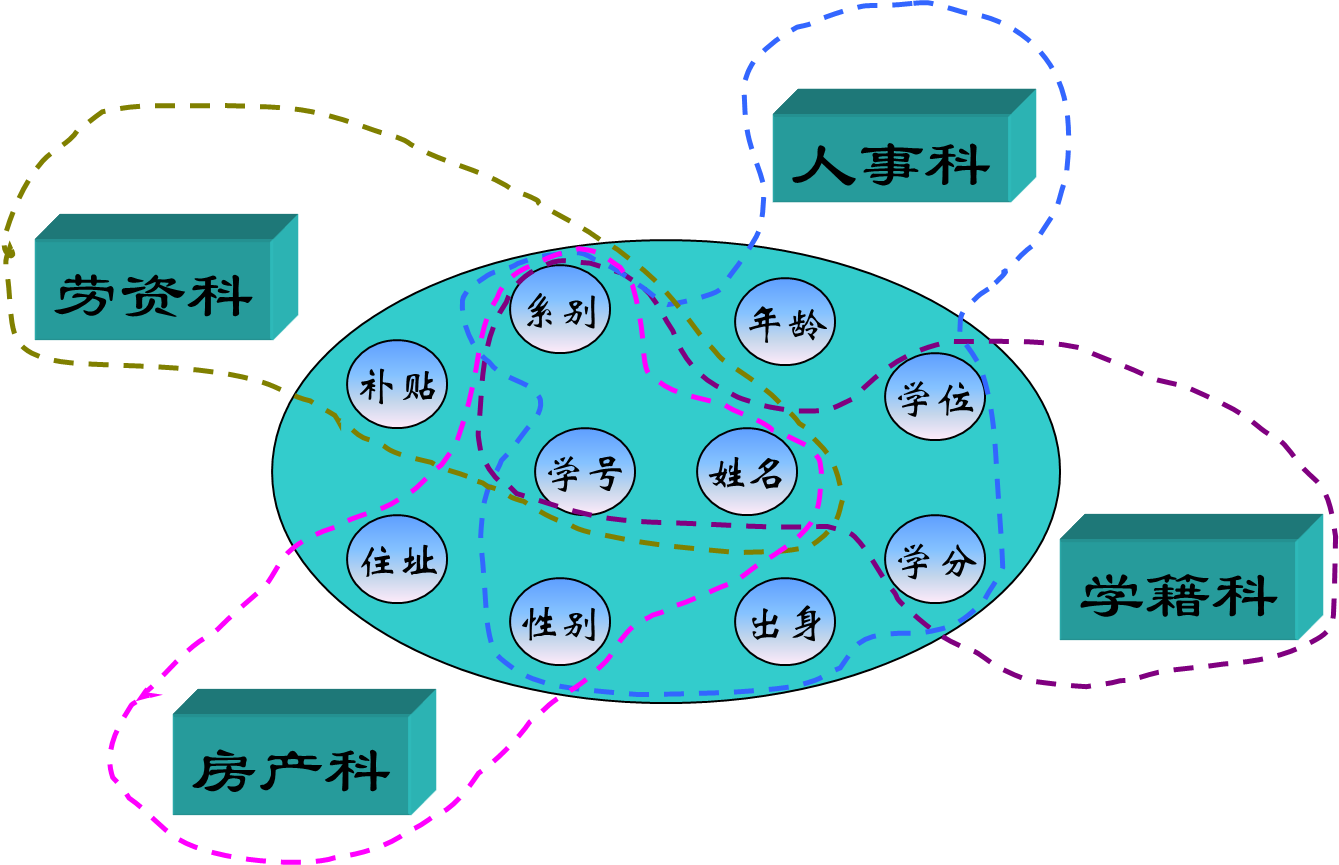 人事科
劳资科
系别
年龄
补贴
学位
学号
姓名
住址
学分
学籍科
性别
出身
房产科